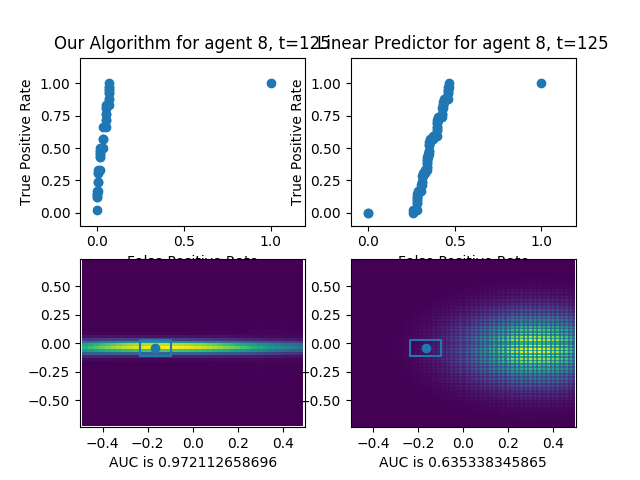 Our Algorithm for agent 8, t=125
Linear Predictor for agent 8, t=125
True Positive Rate
1.00
0.75
0.50
0.25
0.00
0.0 0.5 1.0
False Positive Rate
True Positive Rate
1.00
0.75
0.50
0.25
0.00
0.0 0.5 1.0
False Positive Rate
0.50
0.25
0.00
−0.25
−0.50
−0.4 −0.2 0.0 0.2 0.4
AUC is 0.972112658696
0.50
0.25
0.00
−0.25
−0.50
−0.4 −0.2 0.0 0.2 0.4
AUC is 0.635338345865